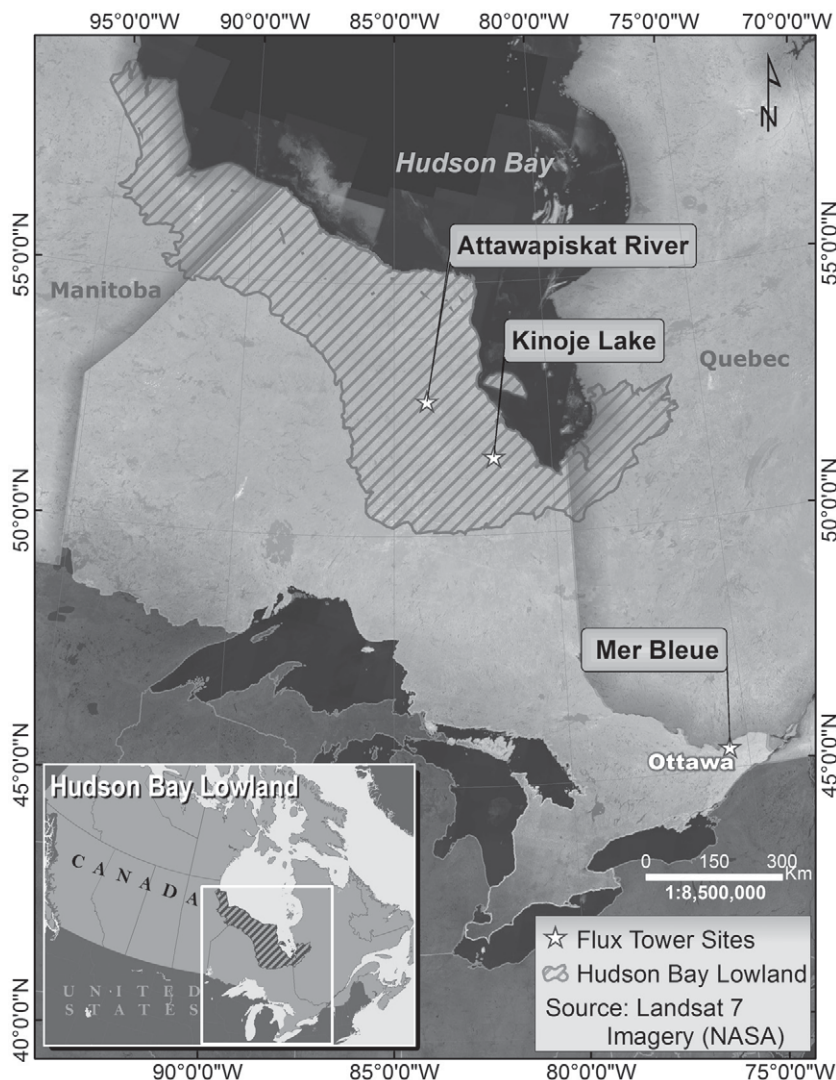 95°0'0"W 90°0'0"W 85°0'0"W 80°0'0"W 75°0'0"W 70°0'0"W
N
Hudson Bay
55°0'0"N
55°0'0"N
Attawapiskat River
Manitoba
Kinoje Lake
Quebec
50°0'0"N
50°0'0"N
Mer Bleue
45°0'0"N
45°0'0"N
Ottawa
Hudson Bay Lowland
CANADA
UNITED
STATES
0 150 300
Km
1:8,500,000
Flux Tower Sites
Hudson Bay Lowland
Source: Landsat 7
Imagery (NASA)
40°0'0"N
90°0'0"W 85°0'0"W 80°0'0"W 75°0'0"W